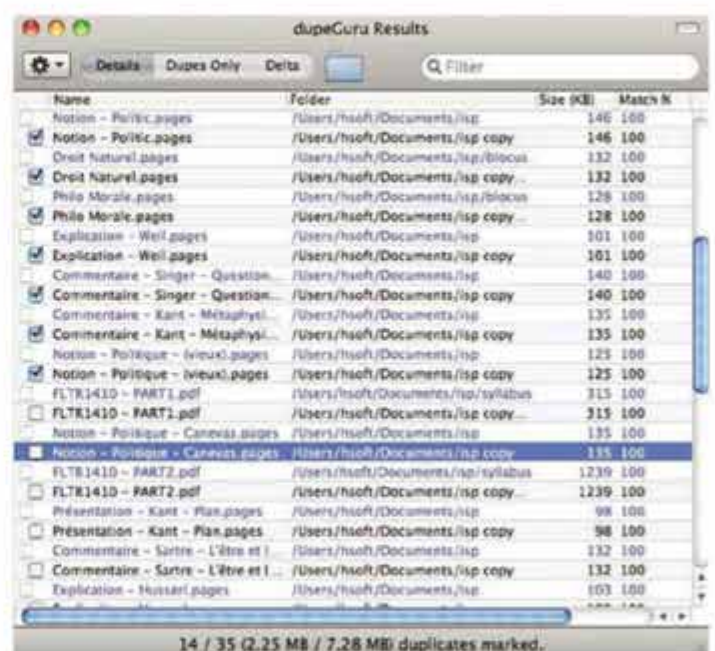 dupeGuru Results
Details Dupes Only Delta Filter
Name Folder Size (KB) Match %
Notion - Politic.pages /Users/hsoft/Documents/isp 146 100
Notion - Politic.pages /Users/hsoft/Documents/isp copy 146 100
Droit Naturel.pages /Users/hsoft/Documents/isp/blocus 132 100
Droit Naturel.pages /Users/hsoft/Documents/isp copy... 132 100
Philo Morale.pages /Users/hsoft/Documents/isp/blocus 128 100
Philo Morale.pages /Users/hsoft/Documents/isp copy... 128 100
Explication - Weil.pages /Users/hsoft/Documents/isp 101 100
Explication - Weil.pages /Users/hsoft/Documents/isp copy 101 100
Commentaire - Singer - Question... /Users/hsoft/Documents/isp 140 100
Commentaire - Singer - Question... /Users/hsoft/Documents/isp copy 140 100
Commentaire - Kant - Métaphysi... /Users/hsoft/Documents/isp 135 100
Commentaire - Kant - Métaphysi... /Users/hsoft/Documents/isp copy 135 100
Notion - Politique - (vieux).pages /Users/hsoft/Documents/isp 125 100
Notion - Politique - (vieux).pages /Users/hsoft/Documents/isp copy 125 100
FLTR1410 - PART1.pdf /Users/hsoft/Documents/isp/syllabus 315 100
FLTR1410 - PART1.pdf /Users/hsoft/Documents/isp copy... 315 100
Notion - Politique - Canevas.pages /Users/hsoft/Documents/isp 135 100
Notion - Politique - Canevas.pages /Users/hsoft/Documents/isp copy 135 100
FLTR1410 - PART2.pdf /Users/hsoft/Documents/isp/syllabus 1239 100
FLTR1410 - PART2.pdf /Users/hsoft/Documents/isp copy... 1239 100
Présentation - Kant - Plan.pages /Users/hsoft/Documents/isp 98 100
Présentation - Kant - Plan.pages /Users/hsoft/Documents/isp copy 98 100
Commentaire - Sartre - L'être et l... /Users/hsoft/Documents/isp 132 100
Commentaire - Sartre - L'être et l... /Users/hsoft/Documents/isp copy 132 100
Explication - Husserl.pages /Users/hsoft/Documents/isp 103 100
14 / 35 (2.25 MB / 7.28 MB) duplicates marked.